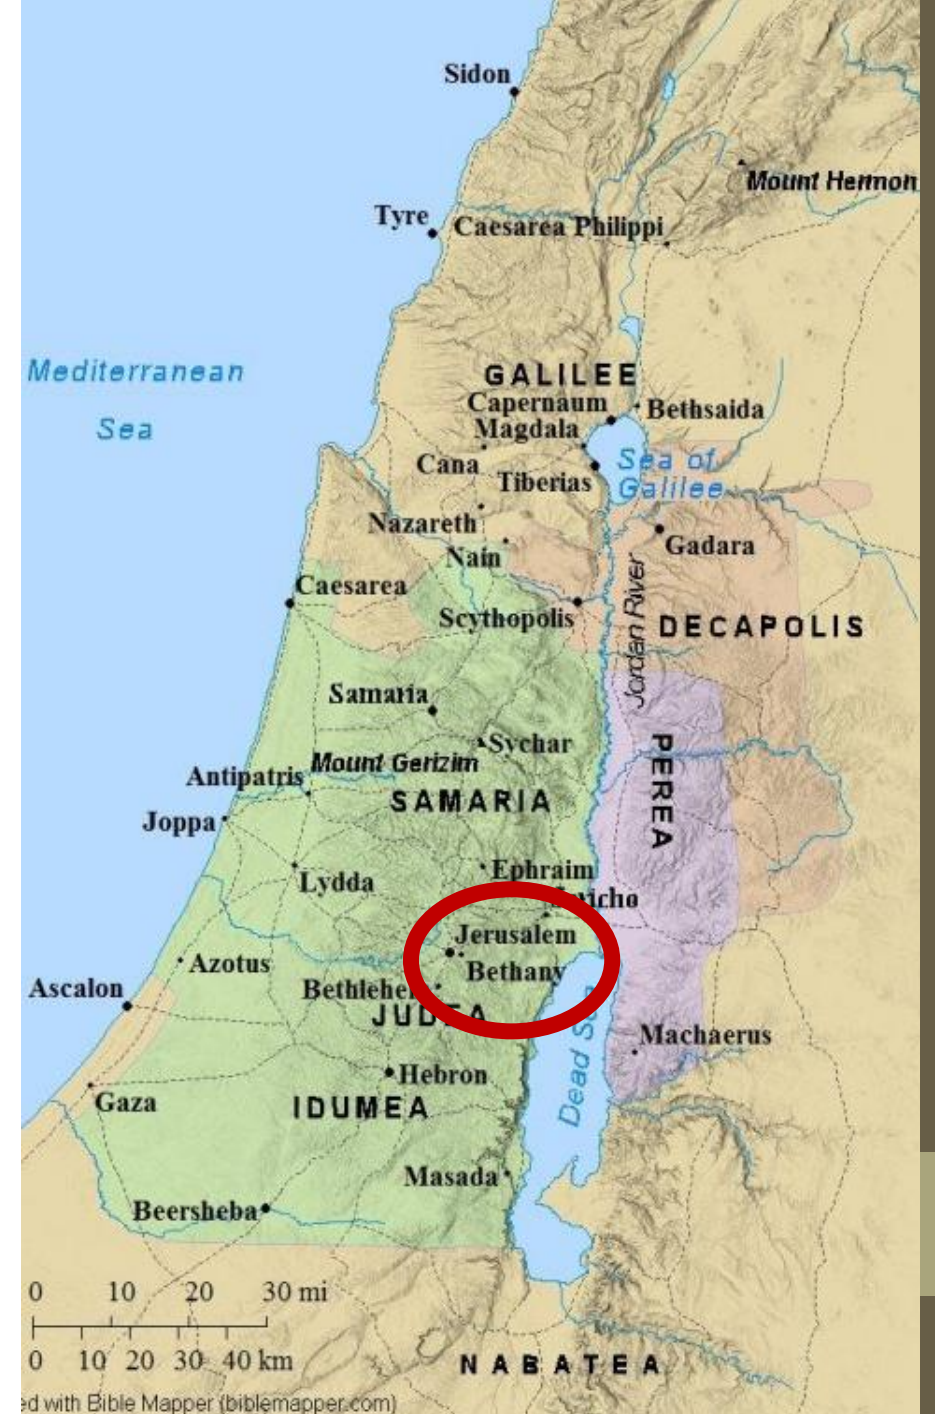 Sidon
Mount Hermon
Tyre
Caesarea Philippi
Mediterranean
Sea
GALILEE
Capernaum
Bethsaida
Magdala
Cana
Sea of
Galilee
Tiberias
Nazareth
Nain
Gadara
Caesarea
Scythopolis
Jordan River
DECAPOLIS
Samaria
Sychar
Mount Gerizim
PEREA
Antipatris
SAMARIA
Joppa
Ephraim
Lydda
Jerusalem
Azotus
Bethany
Ascalon
Machaerus
Hebron
Dead
Gaza
IDUMEA
Masada
Beersheba
0 10 20 30 mi
0 10 20 30 40 km
NABATEA
ed with Bible Mapper (biblemapper.com)